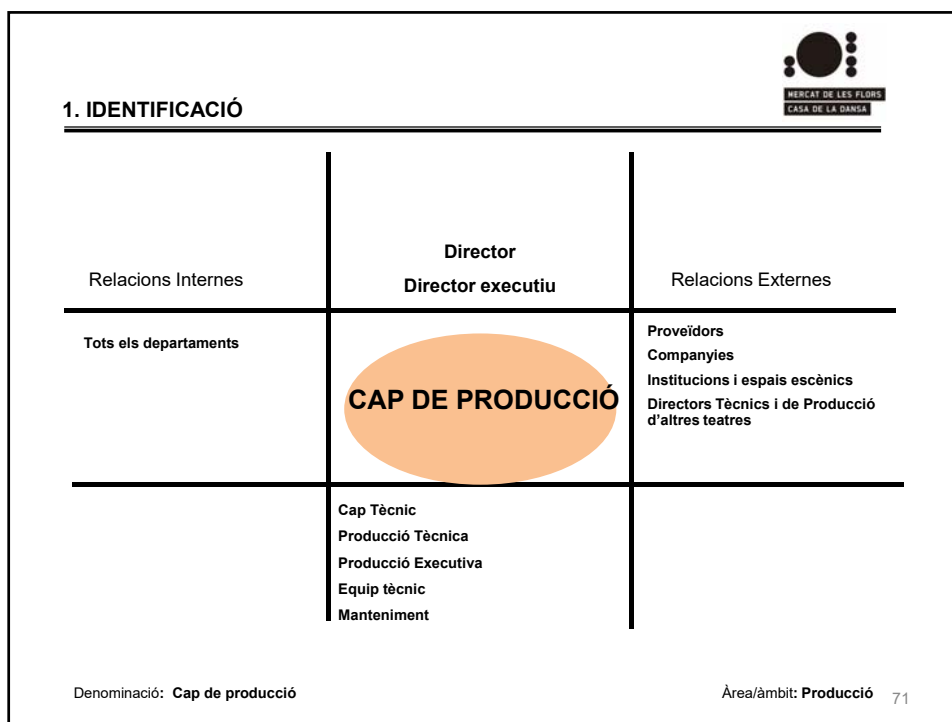 MERCAT DE LES FLORS
CASA DE LA DANSA
1. IDENTIFICACIÓ
Relacions Internes
Director
Director executiu
Relacions Externes
Tots els departaments
CAP DE PRODUCCIÓ
Proveïdors
Companyies
Institucions i espais escènics
Directors Tècnics i de Producció
d'altres teatres
Cap Tècnic
Producció Tècnica
Producció Executiva
Equip tècnic
Manteniment
Denominació: Cap de producció
Àrea/àmbit: Producció
71